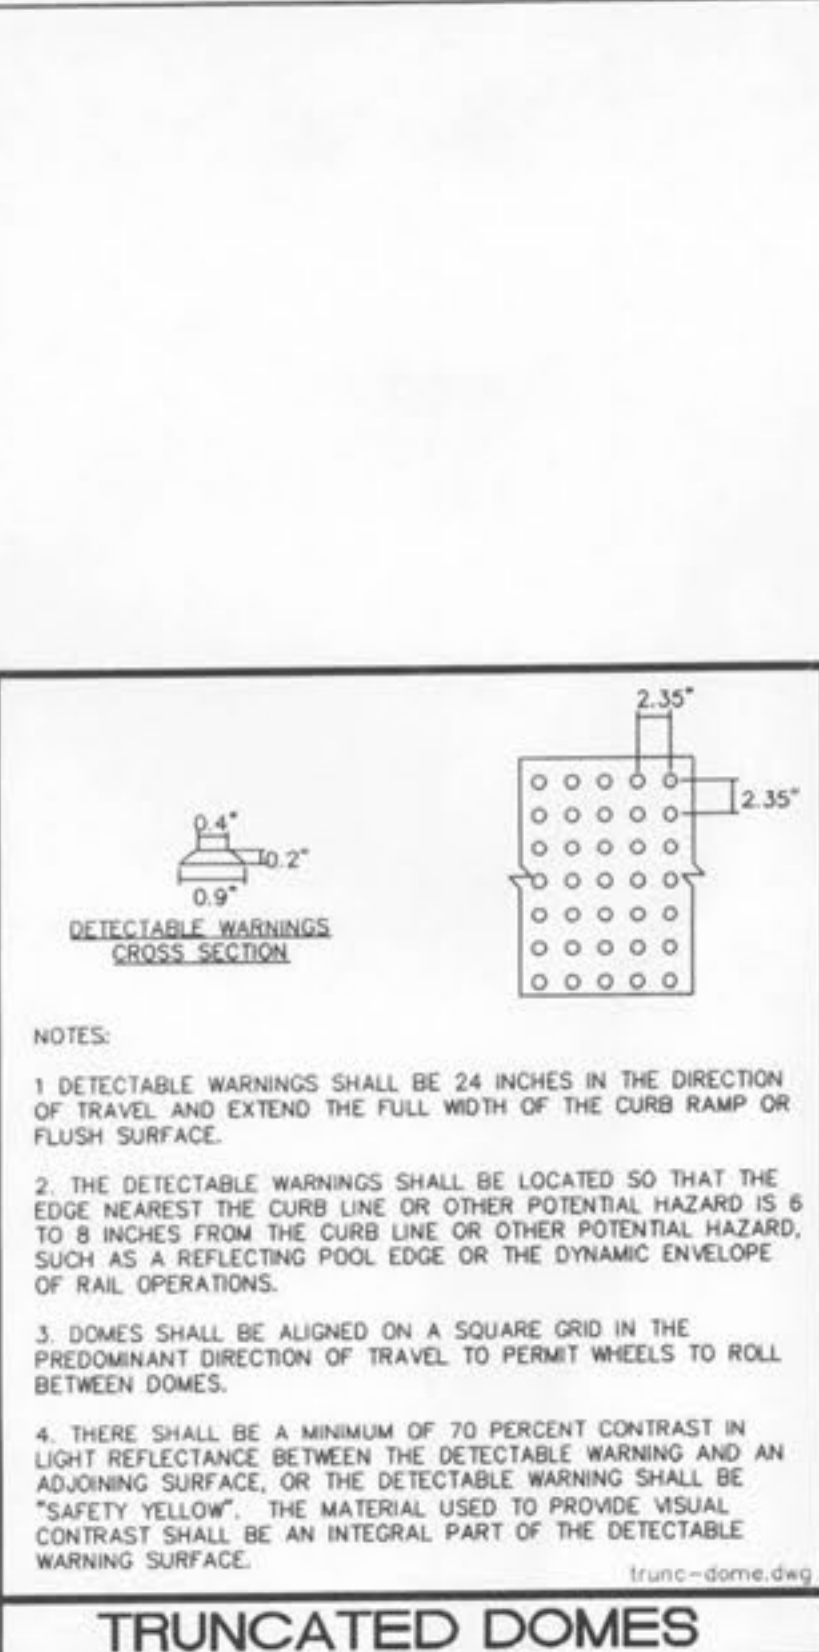 2.35"
2.35"
0.4"
0.2"
0.9"
DETECTABLE WARNINGS
CROSS SECTION
NOTES:
1 DETECTABLE WARNINGS SHALL BE 24 INCHES IN THE DIRECTION
OF TRAVEL AND EXTEND THE FULL WIDTH OF THE CURB RAMP OR
FLUSH SURFACE.
2. THE DETECTABLE WARNINGS SHALL BE LOCATED SO THAT THE
EDGE NEAREST THE CURB LINE OR OTHER POTENTIAL HAZARD IS 6
TO 8 INCHES FROM THE CURB LINE OR OTHER POTENTIAL HAZARD,
SUCH AS A REFLECTING POOL EDGE OR THE DYNAMIC ENVELOPE
OF RAIL OPERATIONS.
3. DOMES SHALL BE ALIGNED ON A SQUARE GRID IN THE
PREDOMINANT DIRECTION OF TRAVEL TO PERMIT WHEELS TO ROLL
BETWEEN DOMES.
4. THERE SHALL BE A MINIMUM OF 70 PERCENT CONTRAST IN
LIGHT REFLECTANCE BETWEEN THE DETECTABLE WARNING AND AN
ADJOINING SURFACE, OR THE DETECTABLE WARNING SHALL BE
"SAFETY YELLOW". THE MATERIAL USED TO PROVIDE VISUAL
CONTRAST SHALL BE AN INTEGRAL PART OF THE DETECTABLE
WARNING SURFACE.
trunc-dome.dwg
TRUNCATED DOMES